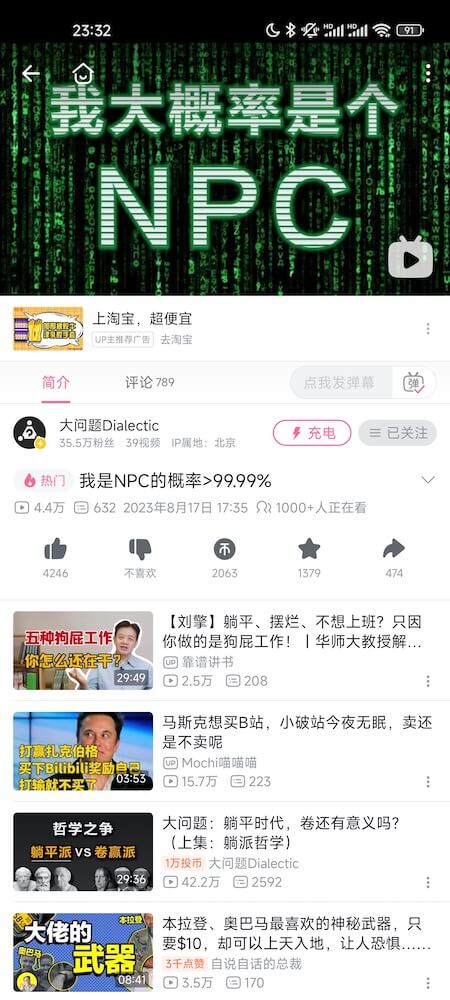 23:32
91
我大概率是个
NPC
上淘宝，超便宜
UP主推荐广告 去淘宝
简介 评论 789 点我发弹幕 弹
大问题Dialectic
35.5万粉丝 39视频 IP属地：北京
充电 已关注
热门 我是NPC的概率>99.99%
4.4万 632 2023年8月17日 17:35 1000+人正在看
4246 不喜欢 2063 1379 474
五种狗屁工作
你怎么还在干？
29:49
【刘擎】躺平、摆烂、不想上班？只因
你做的是狗屁工作！丨华师大教授解...
UP 靠谱讲书
2.5万 208
打赢扎克伯格
买下Bilibili奖励自己
打输就不买了
03:53
马斯克想买B站，小破站今夜无眠，卖还
是不卖呢
UP Mochi喵喵喵
15.7万 223
哲学之争
躺平派 VS 卷赢派
29:36
大问题：躺平时代，卷还有意义吗？
（上集：躺派哲学）
1万投币 大问题Dialectic
42.2万 2592
大佬的
武器
本拉登
奥巴马
08:41
本拉登、奥巴马最喜欢的神秘武器，只
要$10，却可以上天入地，让人恐惧......
3千点赞 自说自话的总裁
3.5万 170